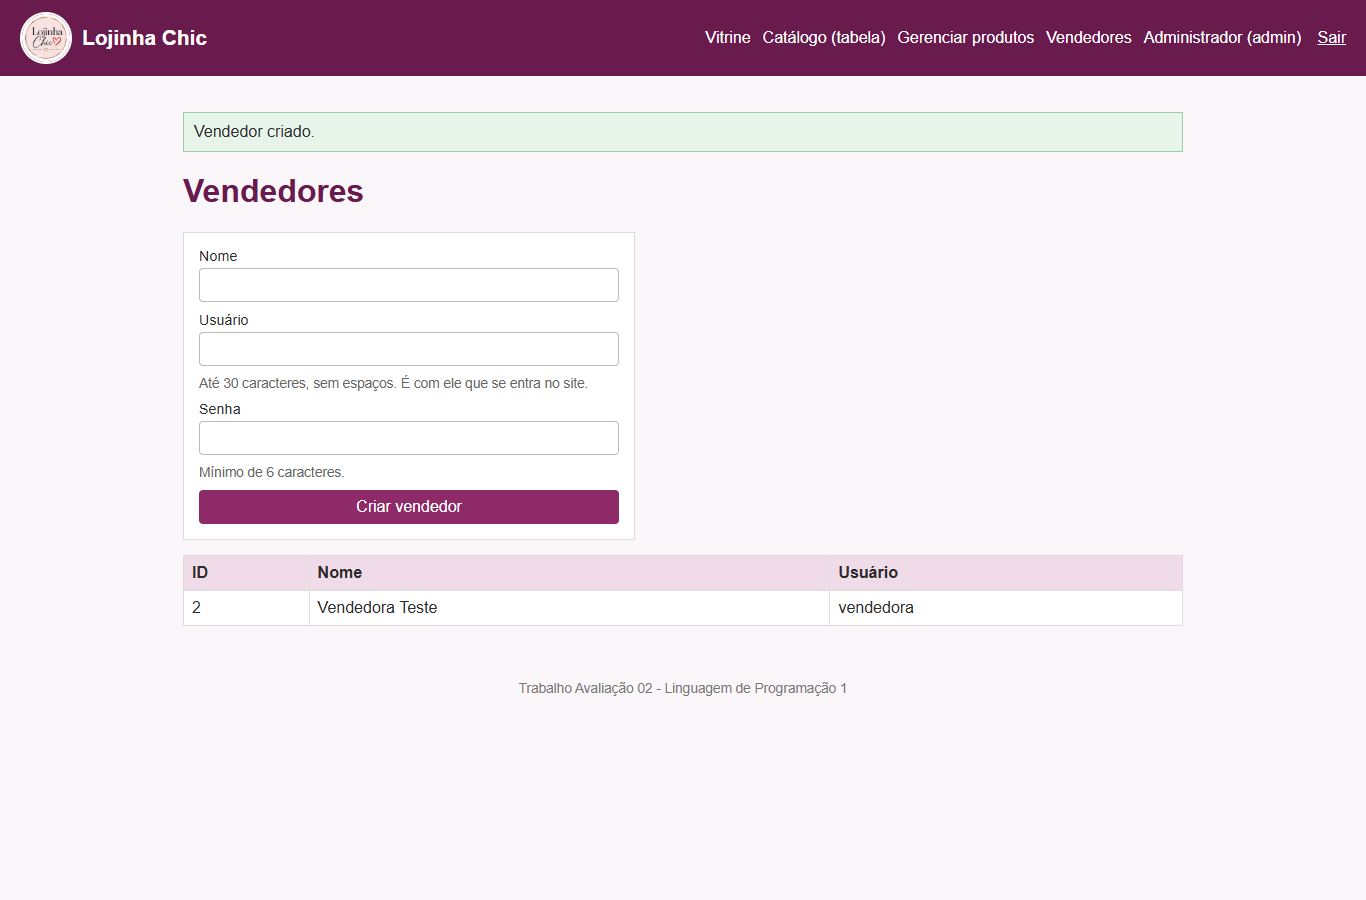 Lojinha
Chic
Lojinha Chic
Vitrine Catálogo (tabela) Gerenciar produtos Vendedores Administrador (admin) Sair
Vendedor criado.
Vendedores
Nome
Usuário
Até 30 caracteres, sem espaços. É com ele que se entra no site.
Senha
Mínimo de 6 caracteres.
Criar vendedor
ID Nome Usuário
2 Vendedora Teste vendedora
Trabalho Avaliação 02 - Linguagem de Programação 1